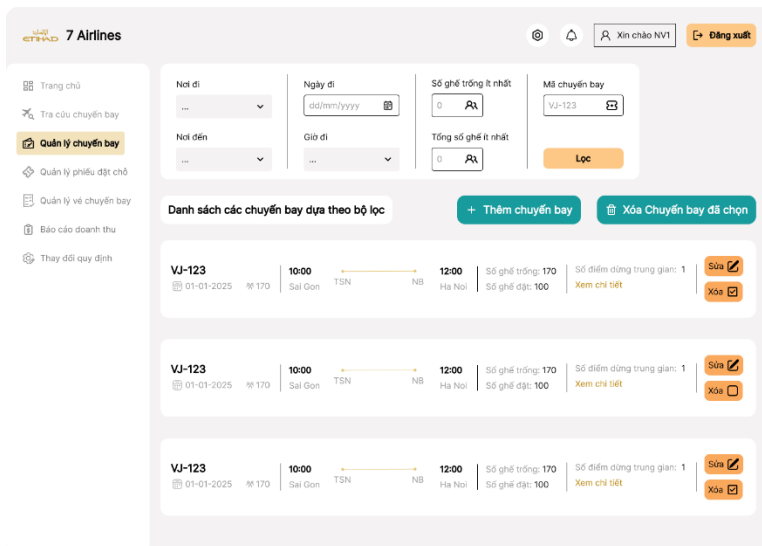 الإتحاد
ETIHAD
7 Airlines
Xin chào NV1
Đăng xuất
Trang chủ
Tra cứu chuyến bay
Quản lý chuyến bay
Quản lý phiếu đặt chỗ
Quản lý vé chuyến bay
Báo cáo doanh thu
Thay đổi quy định
Nơi đi
...
Ngày đi
dd/mm/yyyy
Số ghế trống ít nhất
0
Mã chuyến bay
VJ-123
Nơi đến
...
Giờ đi
...
Tổng số ghế ít nhất
0
Lọc
Danh sách các chuyến bay dựa theo bộ lọc
+ Thêm chuyến bay
Xóa Chuyến bay đã chọn
VJ-123
01-01-2025 170
10:00
Sai Gon
TSN NB
12:00
Ha Noi
Số ghế trống: 170
Số ghế đặt: 100
Số điểm dừng trung gian: 1
Xem chi tiết
Sửa
Xóa
VJ-123
01-01-2025 170
10:00
Sai Gon
TSN NB
12:00
Ha Noi
Số ghế trống: 170
Số ghế đặt: 100
Số điểm dừng trung gian: 1
Xem chi tiết
Sửa
Xóa
VJ-123
01-01-2025 170
10:00
Sai Gon
TSN NB
12:00
Ha Noi
Số ghế trống: 170
Số ghế đặt: 100
Số điểm dừng trung gian: 1
Xem chi tiết
Sửa
Xóa